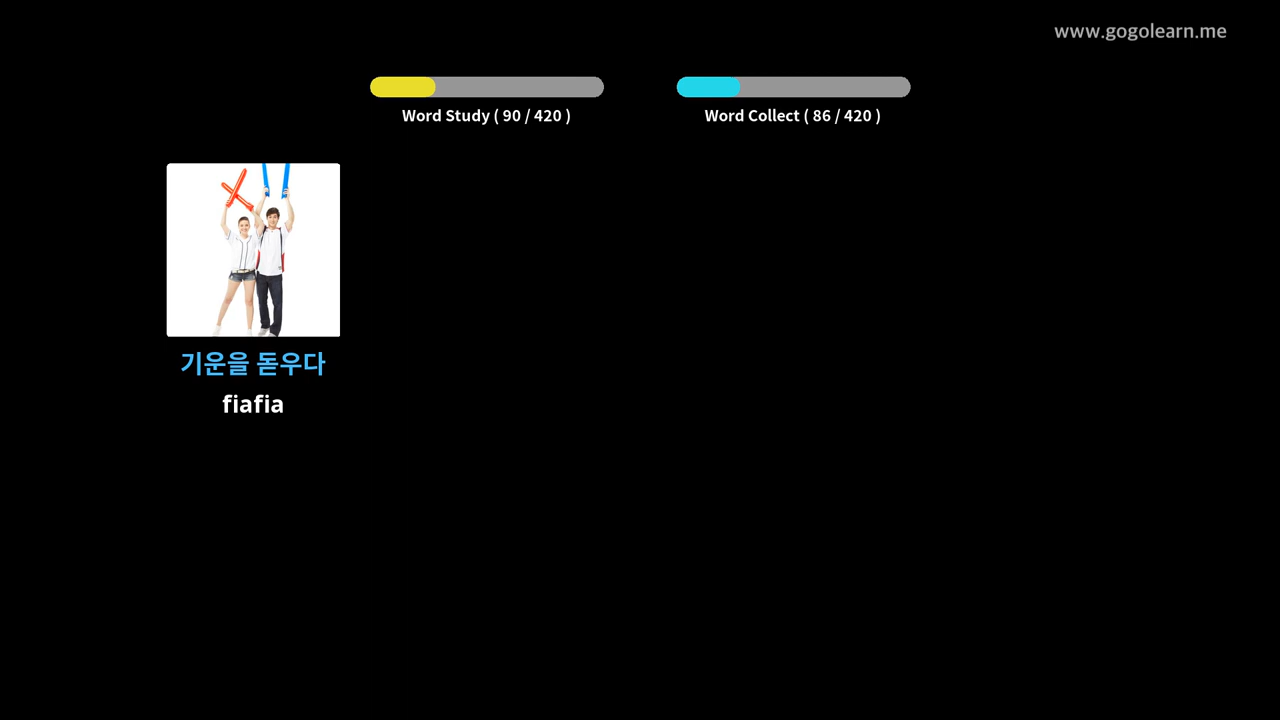 www.gogolearn.me
Word Study ( 90 / 420 )
Word Collect ( 86 / 420 )
기운을 돋우다
fiafia